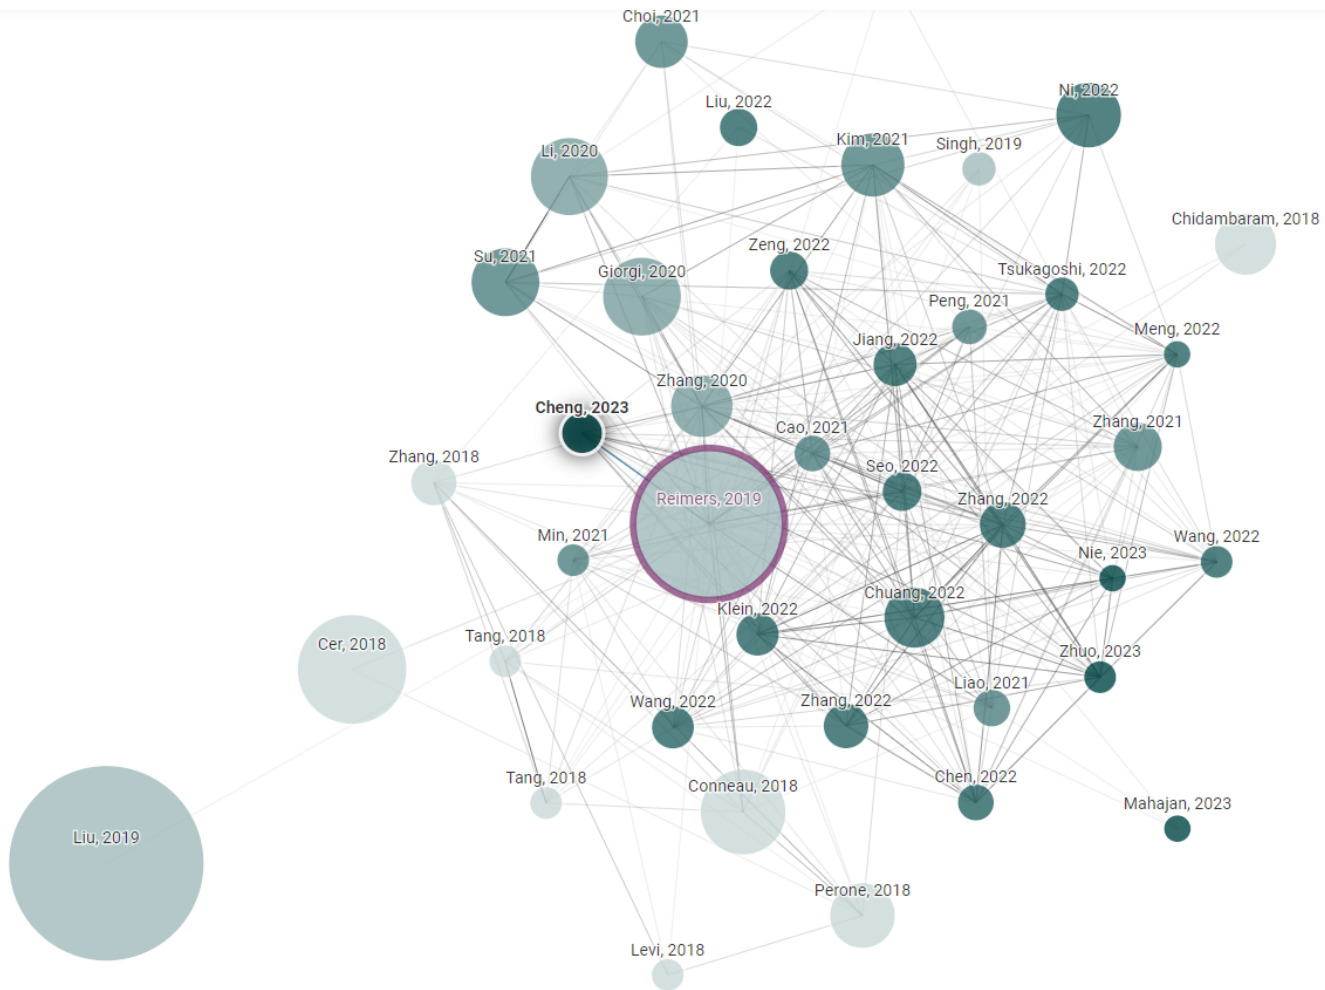 Choi, 2021
Ni, 2022
Liu, 2022
Kim, 2021
Singh, 2019
Li, 2020
Chidambaram, 2018
Zeng, 2022
Su, 2021
Giorgi, 2020
Tsukagoshi, 2022
Peng, 2021
Meng, 2022
Jiang, 2022
Zhang, 2020
Cheng, 2023
Cao, 2021
Zhang, 2021
Zhang, 2018
Seo, 2022
Reimers, 2019
Zhang, 2022
Min, 2021
Wang, 2022
Nie, 2023
Chuang, 2022
Klein, 2022
Tang, 2018
Cer, 2018
Zhuo, 2023
Liao, 2021
Wang, 2022
Zhang, 2022
Tang, 2018
Chen, 2022
Conneau, 2018
Mahajan, 2023
Liu, 2019
Perone, 2018
Levi, 2018